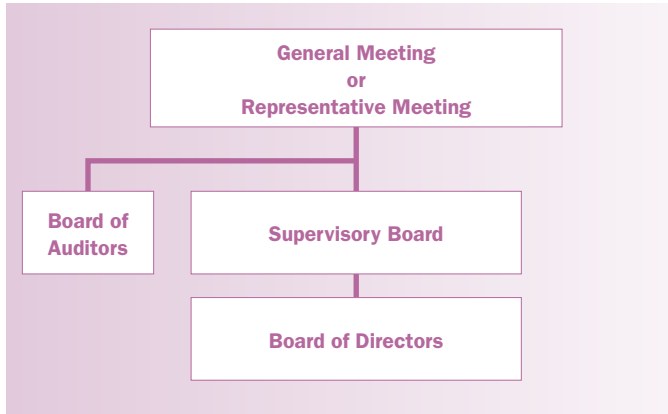 General Meeting
or
Representative Meeting
Board of
Auditors
Supervisory Board
Board of Directors